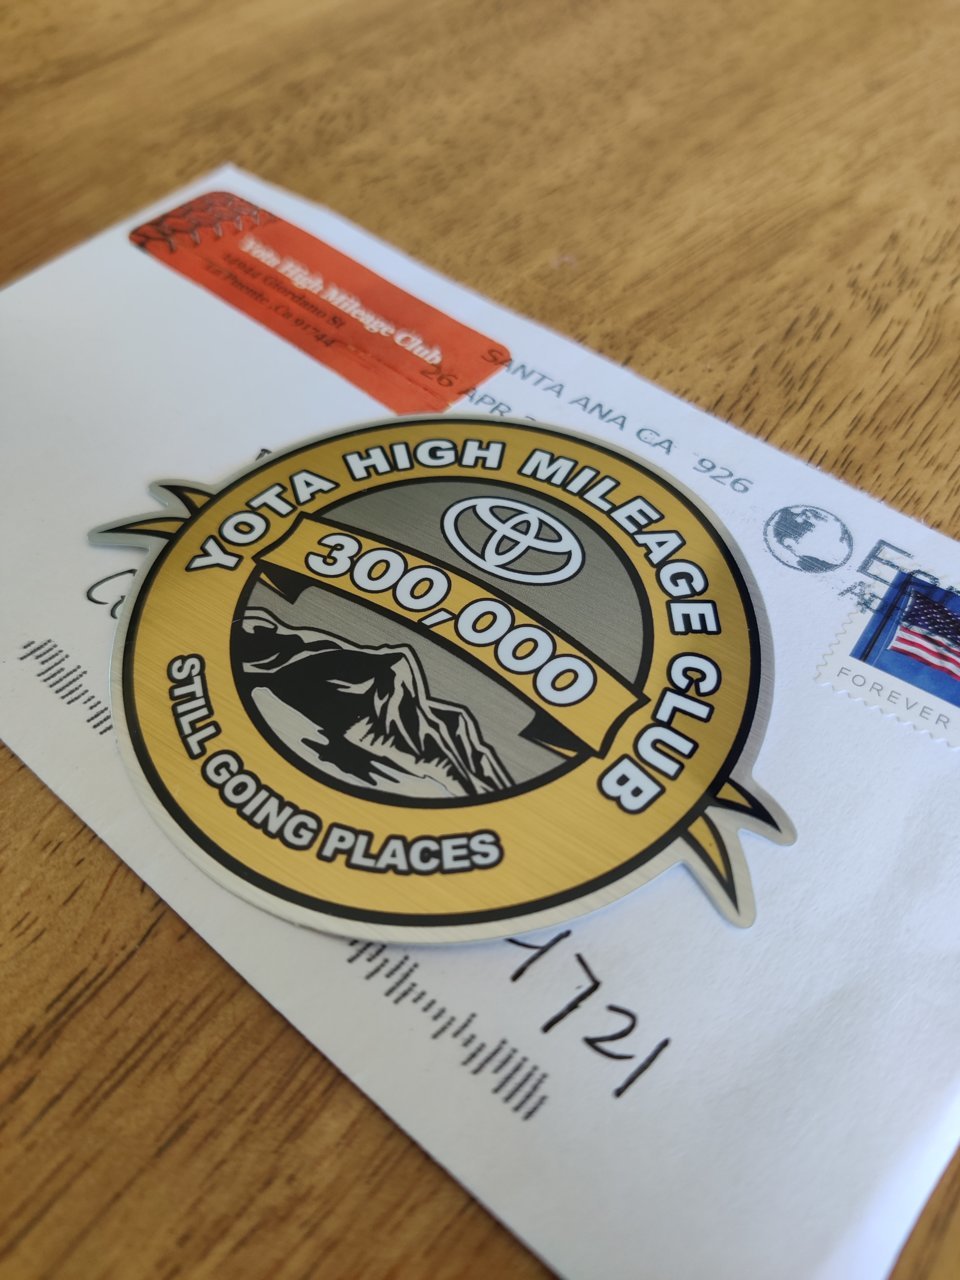 Yota High Mileage Club
Giordano St
La Puente, Ca 91744
SANTA ANA CA 926
26 APR
FOREVER
YOTA HIGH MILEAGE CLUB
300,000
STILL GOING PLACES
4721